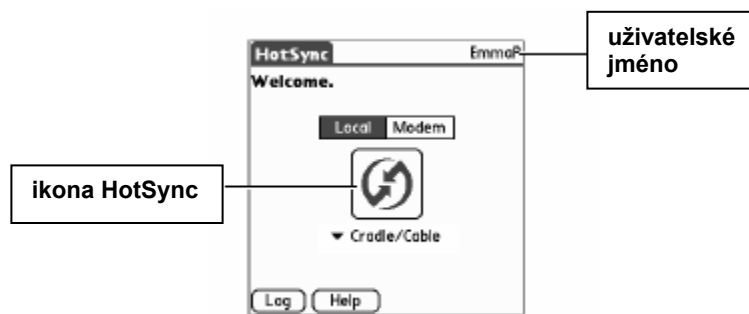 uživatelské
jméno
HotSync EmmaP
Welcome.
Local Modem
ikona HotSync
Cradle/Cable
Log Help